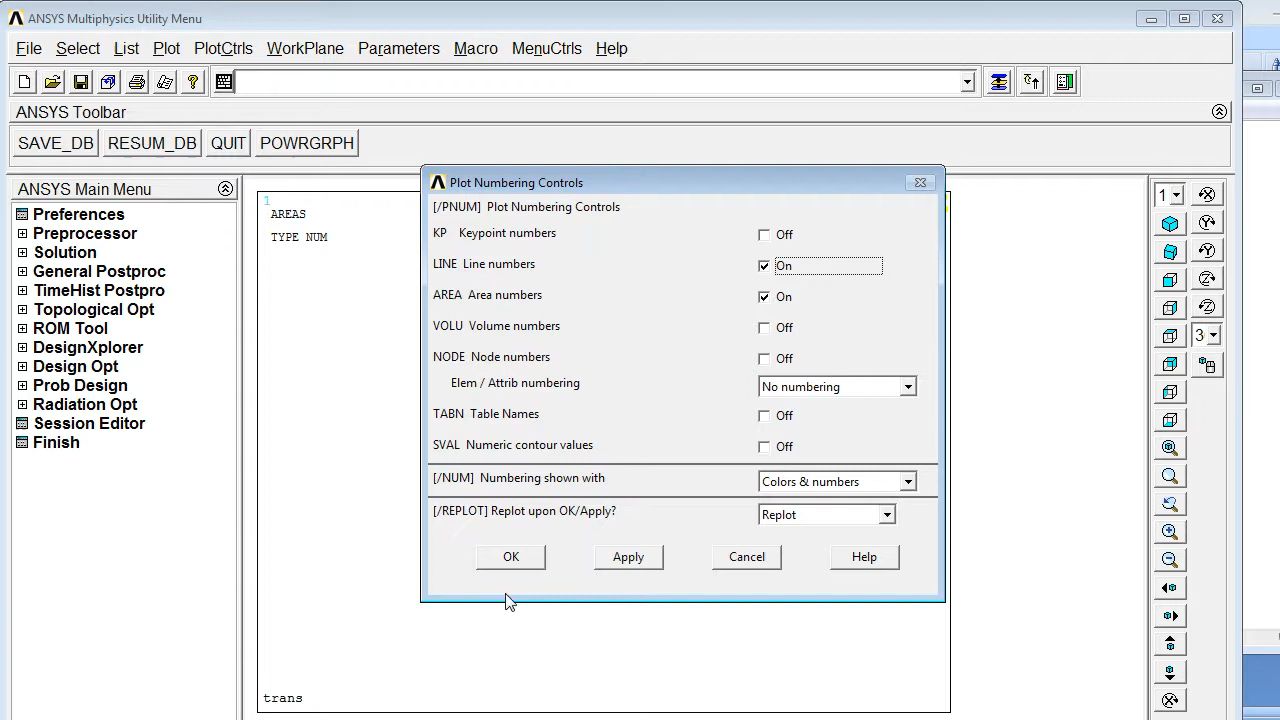 ANSYS Multiphysics Utility Menu
File Select List Plot PlotCtrls WorkPlane Parameters Macro MenuCtrls Help
ANSYS Toolbar
SAVE_DB RESUM_DB QUIT POWRGRPH
ANSYS Main Menu
Preferences
Preprocessor
Solution
General Postproc
TimeHist Postpro
Topological Opt
ROM Tool
DesignXplorer
Design Opt
Prob Design
Radiation Opt
Session Editor
Finish
1
AREAS
TYPE NUM
trans
Plot Numbering Controls
[/PNUM] Plot Numbering Controls
KP Keypoint numbers Off
LINE Line numbers On
AREA Area numbers On
VOLU Volume numbers Off
NODE Node numbers Off
Elem / Attrib numbering No numbering
TABN Table Names Off
SVAL Numeric contour values Off
[/NUM] Numbering shown with Colors & numbers
[/REPLOT] Replot upon OK/Apply? Replot
OK Apply Cancel Help
1
3